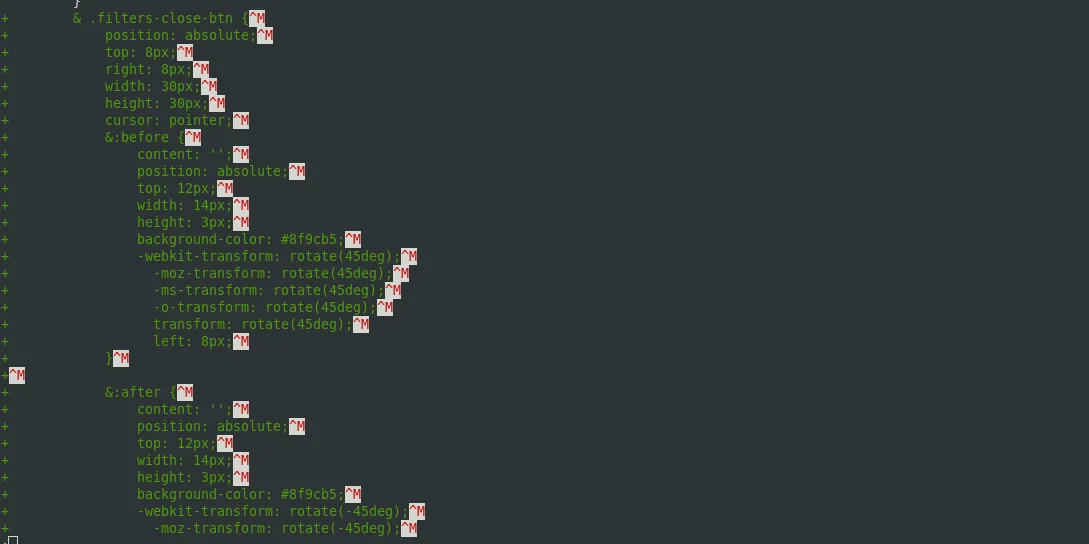 }
+        & .filters-close-btn {^M
+            position: absolute;^M
+            top: 8px;^M
+            right: 8px;^M
+            width: 30px;^M
+            height: 30px;^M
+            cursor: pointer;^M
+            &:before {^M
+                content: '';^M
+                position: absolute;^M
+                top: 12px;^M
+                width: 14px;^M
+                height: 3px;^M
+                background-color: #8f9cb5;^M
+                -webkit-transform: rotate(45deg);^M
+                  -moz-transform: rotate(45deg);^M
+                  -ms-transform: rotate(45deg);^M
+                  -o-transform: rotate(45deg);^M
+                  transform: rotate(45deg);^M
+                  left: 8px;^M
+            }^M
+^M
+            &:after {^M
+                content: '';^M
+                position: absolute;^M
+                top: 12px;^M
+                width: 14px;^M
+                height: 3px;^M
+                background-color: #8f9cb5;^M
+                -webkit-transform: rotate(-45deg);^M
+                  -moz-transform: rotate(-45deg);^M
: